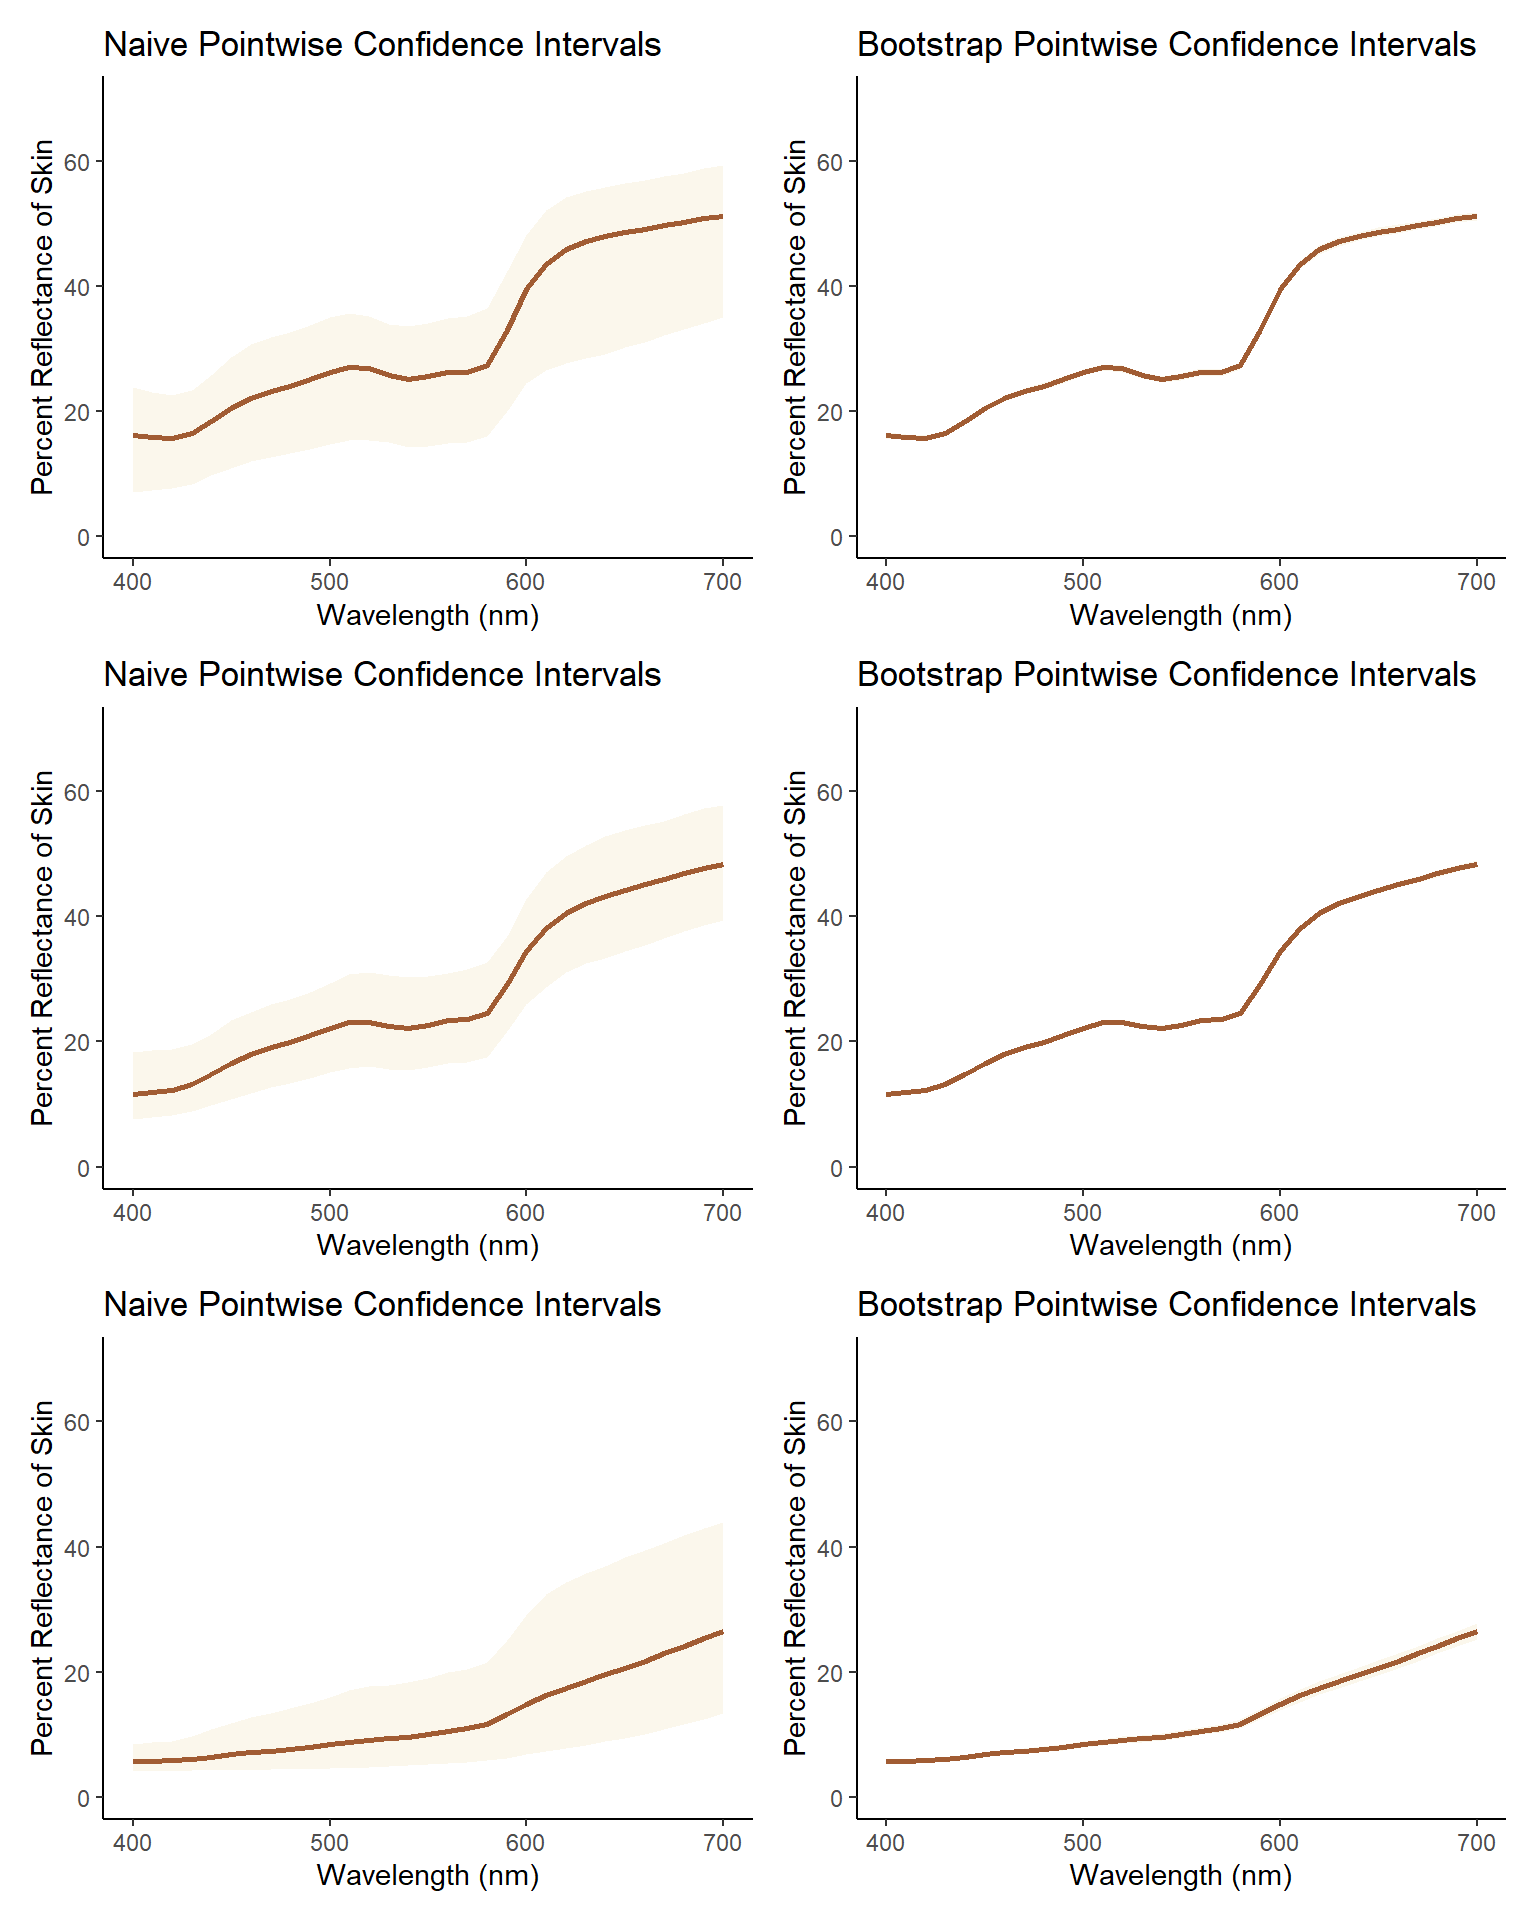 Naive Pointwise Confidence Intervals
Percent Reflectance of Skin
60
40
20
0
400 500 600 700
Wavelength (nm)
Bootstrap Pointwise Confidence Intervals
Percent Reflectance of Skin
60
40
20
0
400 500 600 700
Wavelength (nm)
Naive Pointwise Confidence Intervals
Percent Reflectance of Skin
60
40
20
0
400 500 600 700
Wavelength (nm)
Bootstrap Pointwise Confidence Intervals
Percent Reflectance of Skin
60
40
20
0
400 500 600 700
Wavelength (nm)
Naive Pointwise Confidence Intervals
Percent Reflectance of Skin
60
40
20
0
400 500 600 700
Wavelength (nm)
Bootstrap Pointwise Confidence Intervals
Percent Reflectance of Skin
60
40
20
0
400 500 600 700
Wavelength (nm)